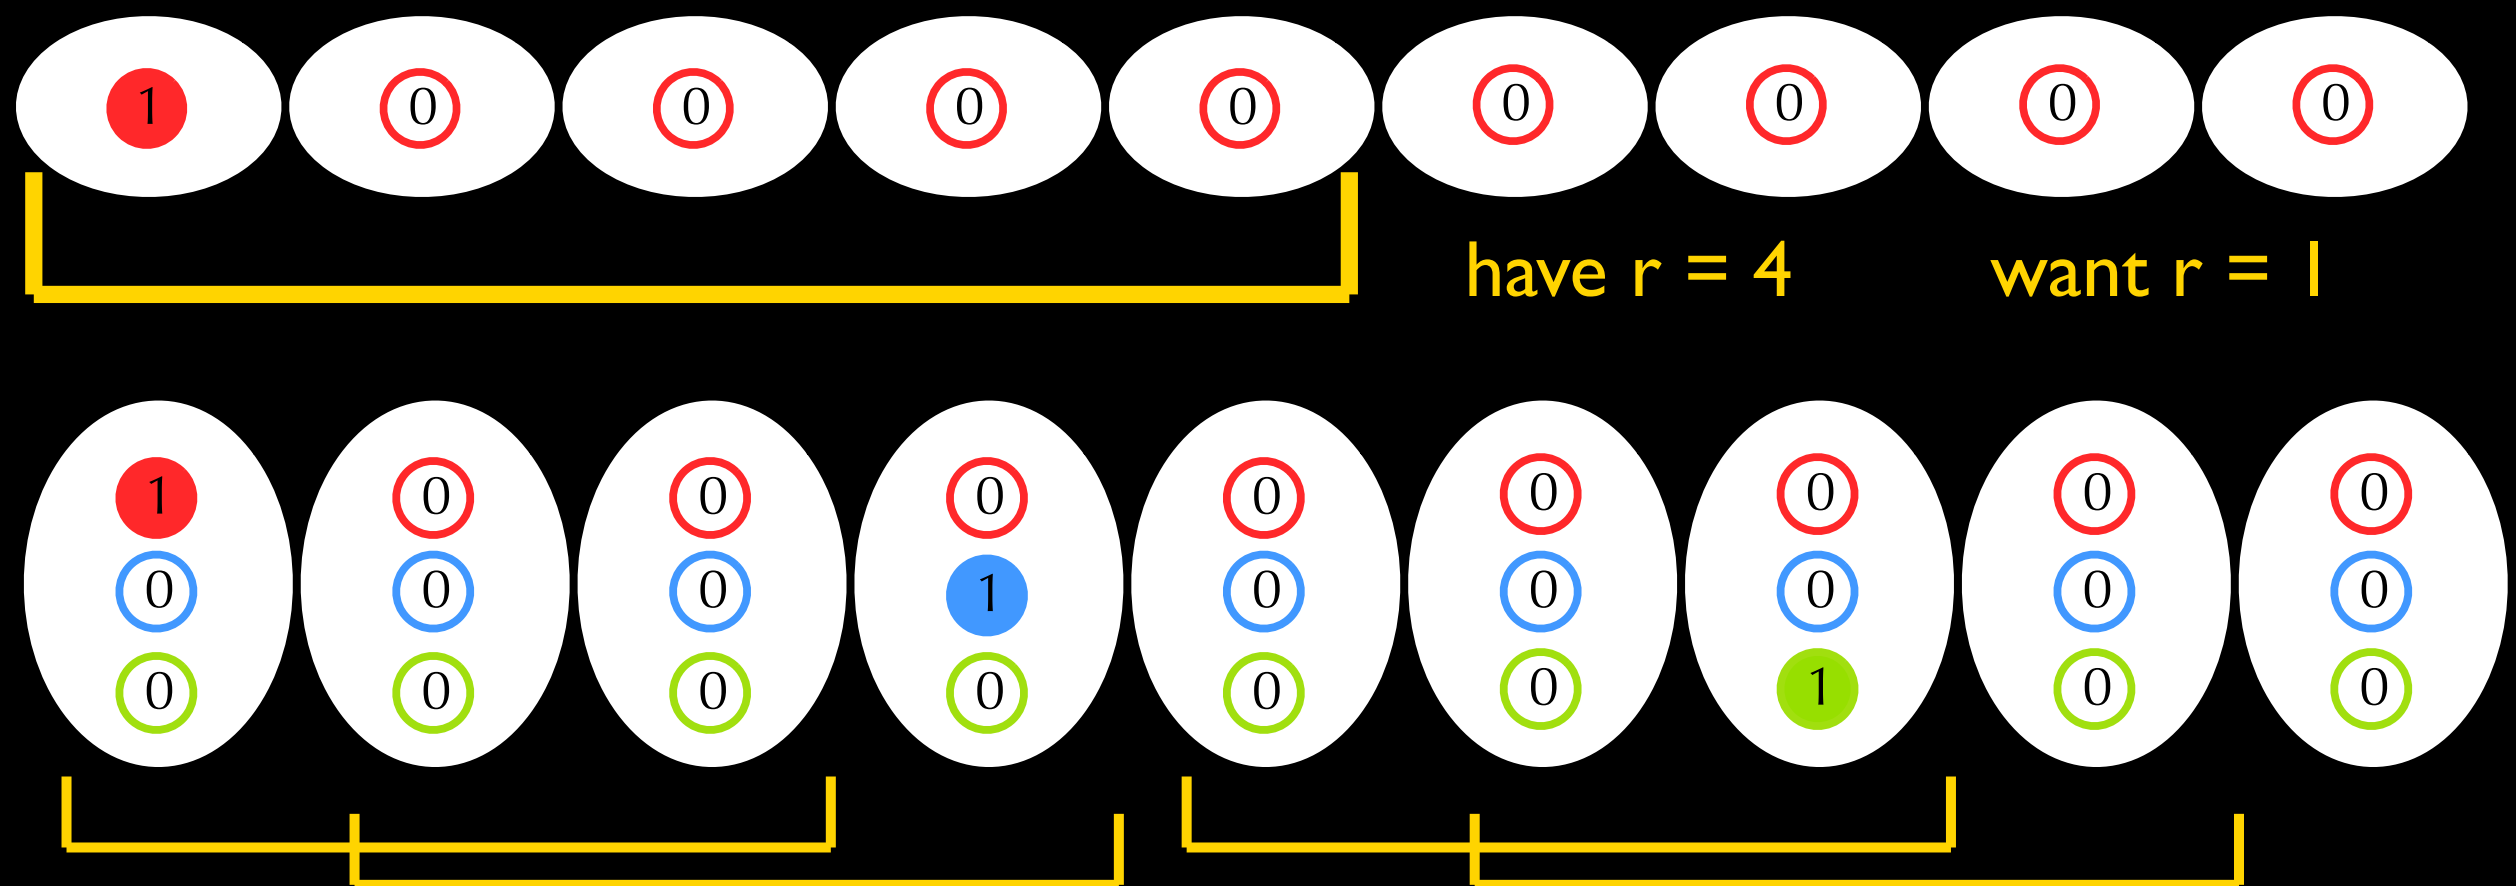 1 0 0 0 0 0 0 0 0
have r = 4 want r = 1
1 0 0 0 0 0 0 0 0
0 0 0 1 0 0 0 0 0
0 0 0 0 0 0 1 0 0